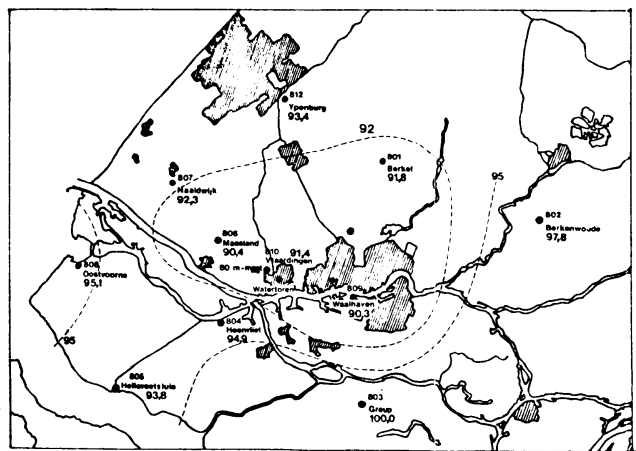 812
Ypenburg
93,4
92
801
Berkel
91,8
95
807
Naaldwijk
92,3
802
Berkenwoude
97,8
806
Maasland
90,4
810
91,4
Vlaardingen
80 m-mast
Watertoren
808
Oostvoorne
95,1
809
Waalhaven
90,3
804
Heenvliet
94,9
95
805
Hellevoetsluis
93,8
803
Greup
100,0